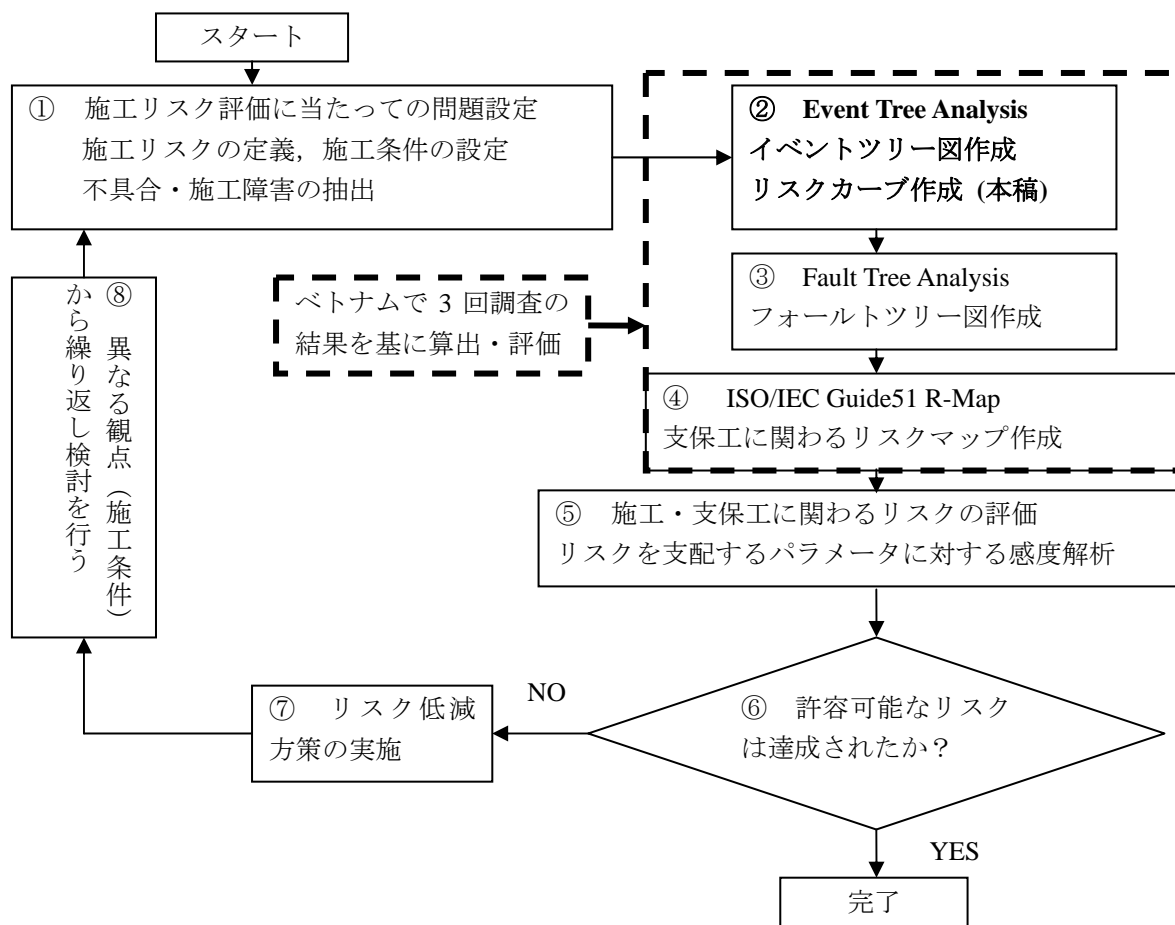 スタート
① 施工リスク評価に当たっての問題設定
施工リスクの定義，施工条件の設定
不具合・施工障害の抽出
② Event Tree Analysis
イベントツリー図作成
リスクカーブ作成 (本稿)
③ Fault Tree Analysis
フォールトツリー図作成
ベトナムで 3 回調査の
結果を基に算出・評価
④ ISO/IEC Guide51 R-Map
支保工に関わるリスクマップ作成
⑤ 施工・支保工に関わるリスクの評価
リスクを支配するパラメータに対する感度解析
⑥ 許容可能なリスク
は達成されたか？
NO
⑦ リスク低減
方策の実施
⑧ 異なる観点（施工条件）
から繰り返し検討を行う
YES
完了